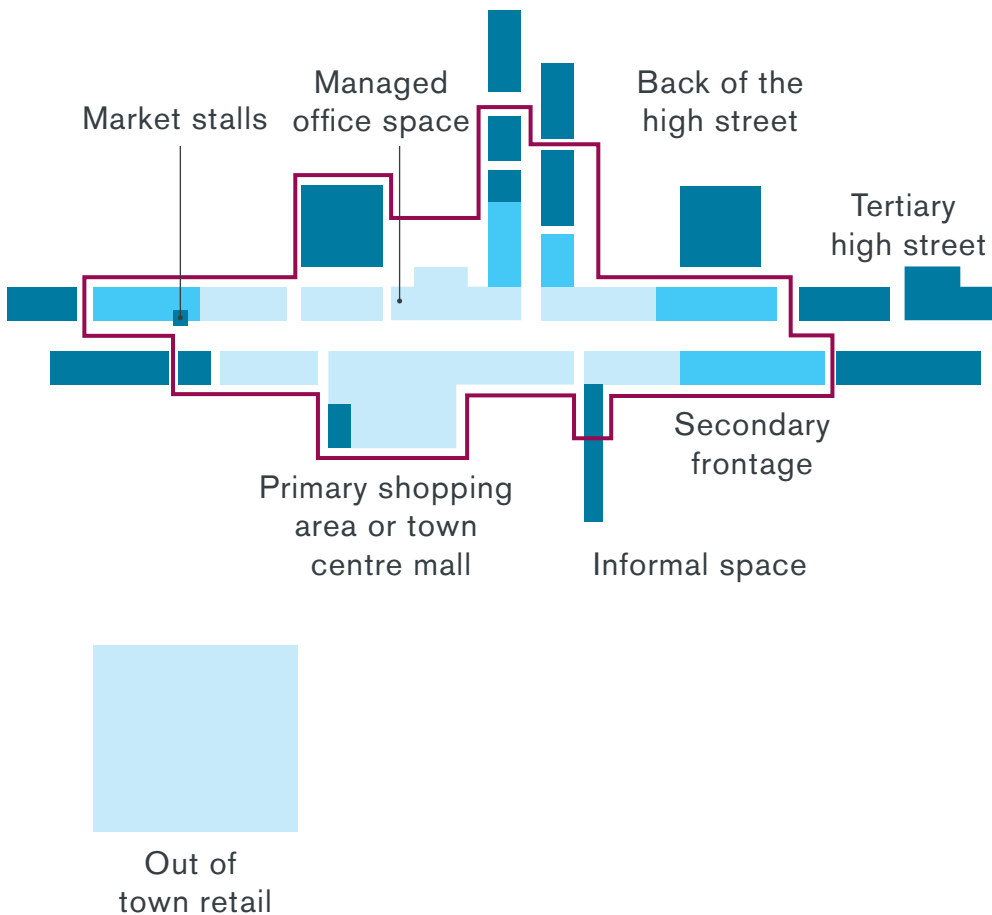 Market stalls
Managed
office space
Back of the
high street
Tertiary
high street
Secondary
frontage
Primary shopping
area or town
centre mall
Informal space
Out of
town retail